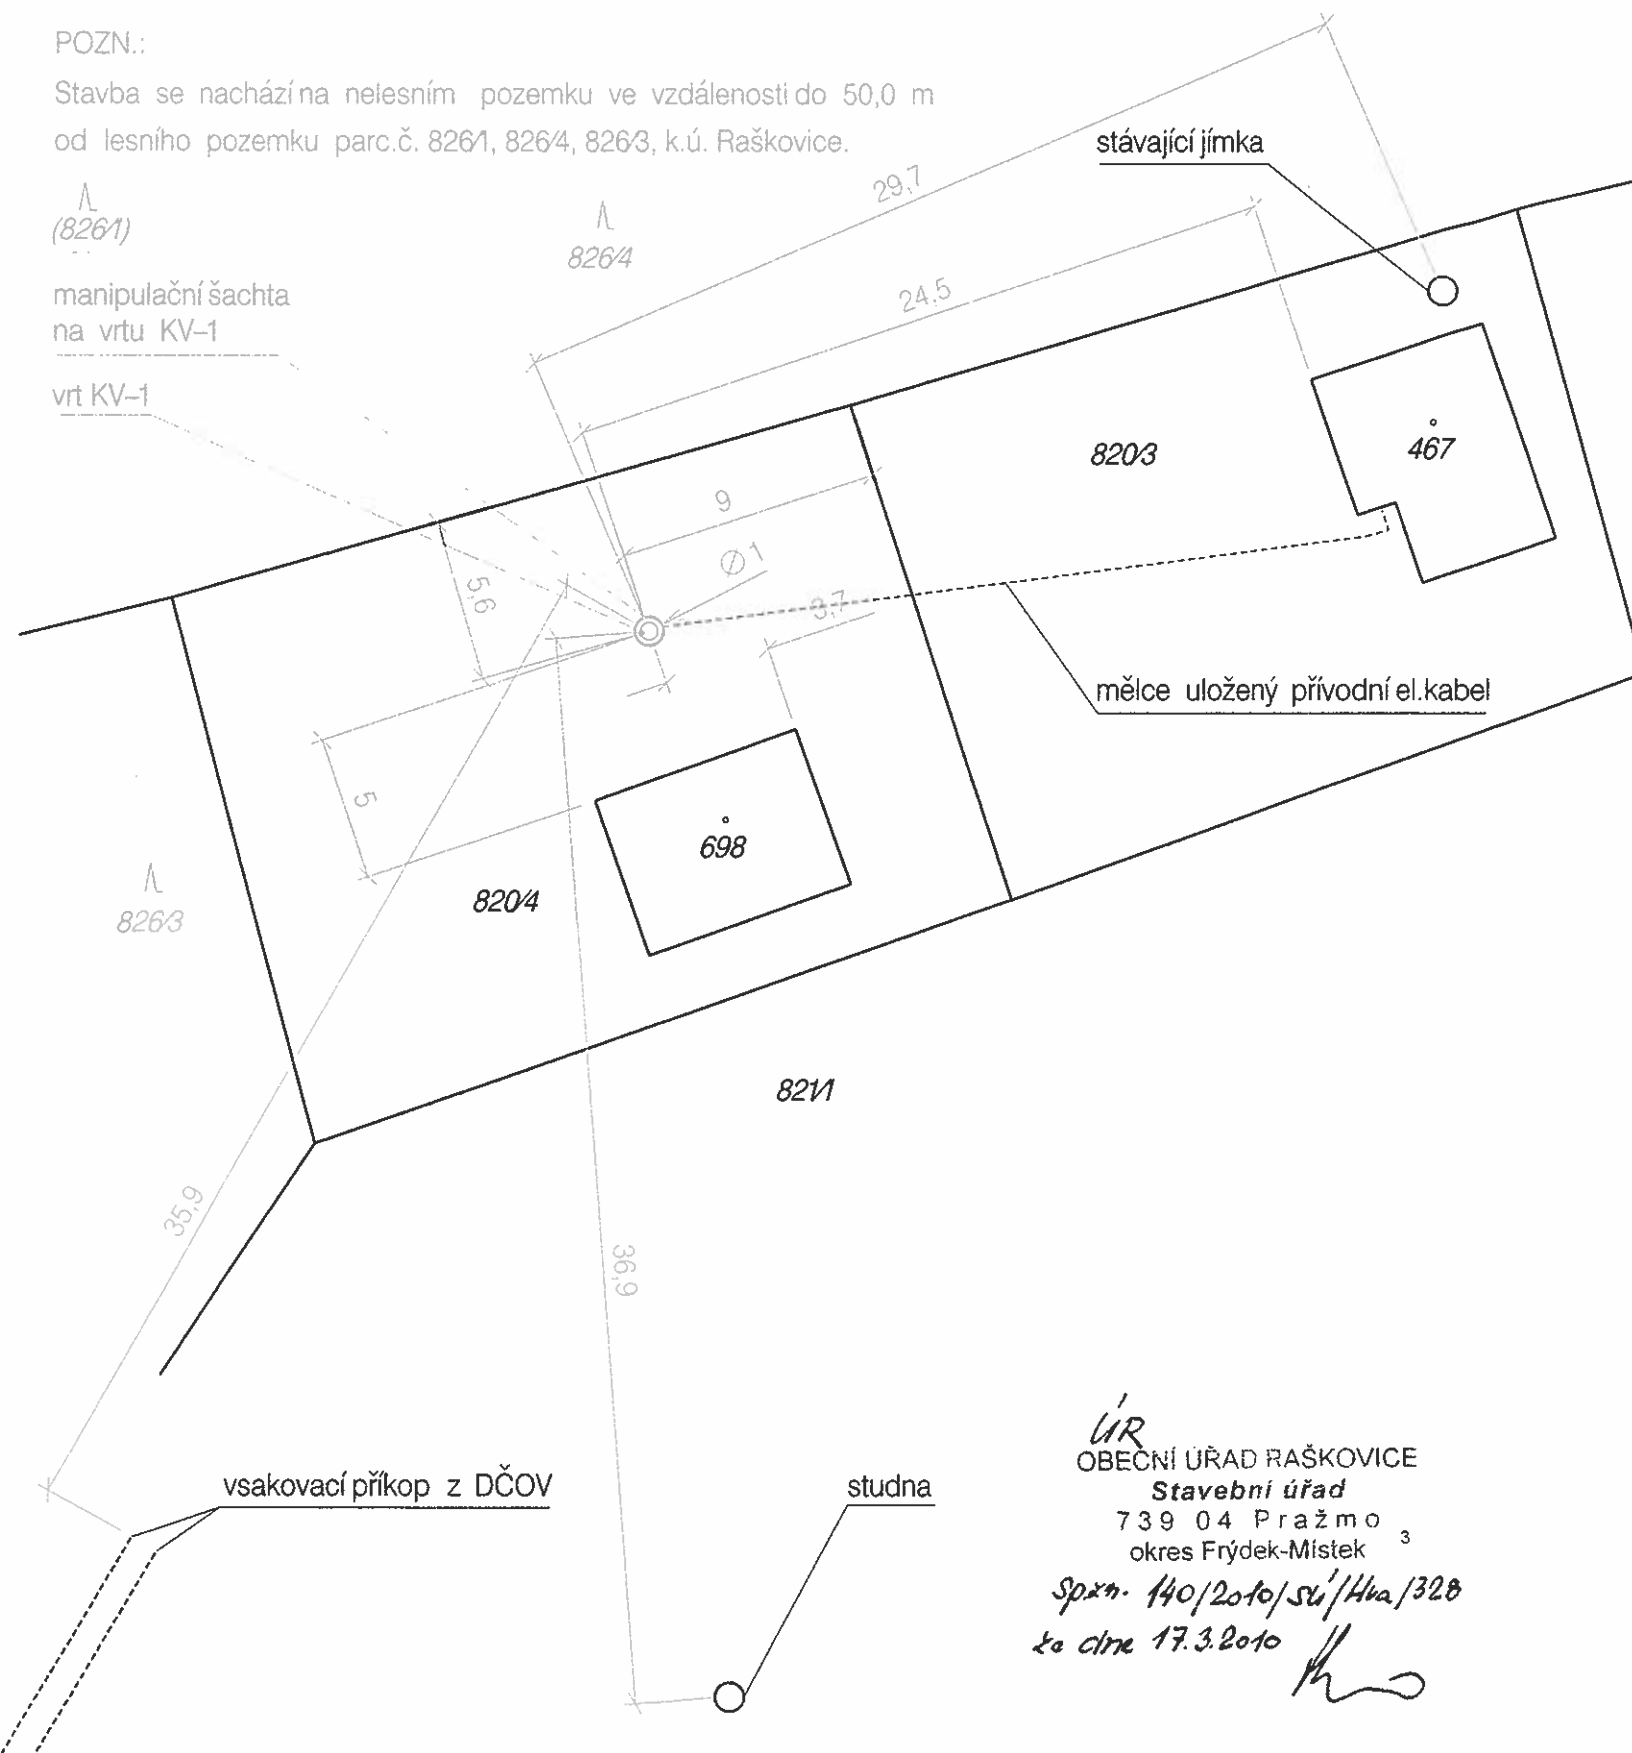 POZN.:
Stavba se nachází na nelesním pozemku ve vzdálenosti do 50,0 m
od lesního pozemku parc.č. 826/1, 826/4, 826/3, k.ú. Raškovice.
stávající jímka
29,7
(826/1)
826/4
24,5
manipulační šachta
na vrtu KV-1
vrt KV-1
820/3
467
9
Ø 1
5,6
3,7
mělce uložený přívodní el.kabel
5
698
820/4
826/3
821/1
35,9
36,9
ÚR
OBECNÍ ÚŘAD RAŠKOVICE
Stavební úřad
739 04 Pražmo
3
okres Frýdek-Místek
vsakovací příkop z DČOV
studna
Sp.zn. 140/2010/SÚ/Hva/328
ze dne 17.3.2010